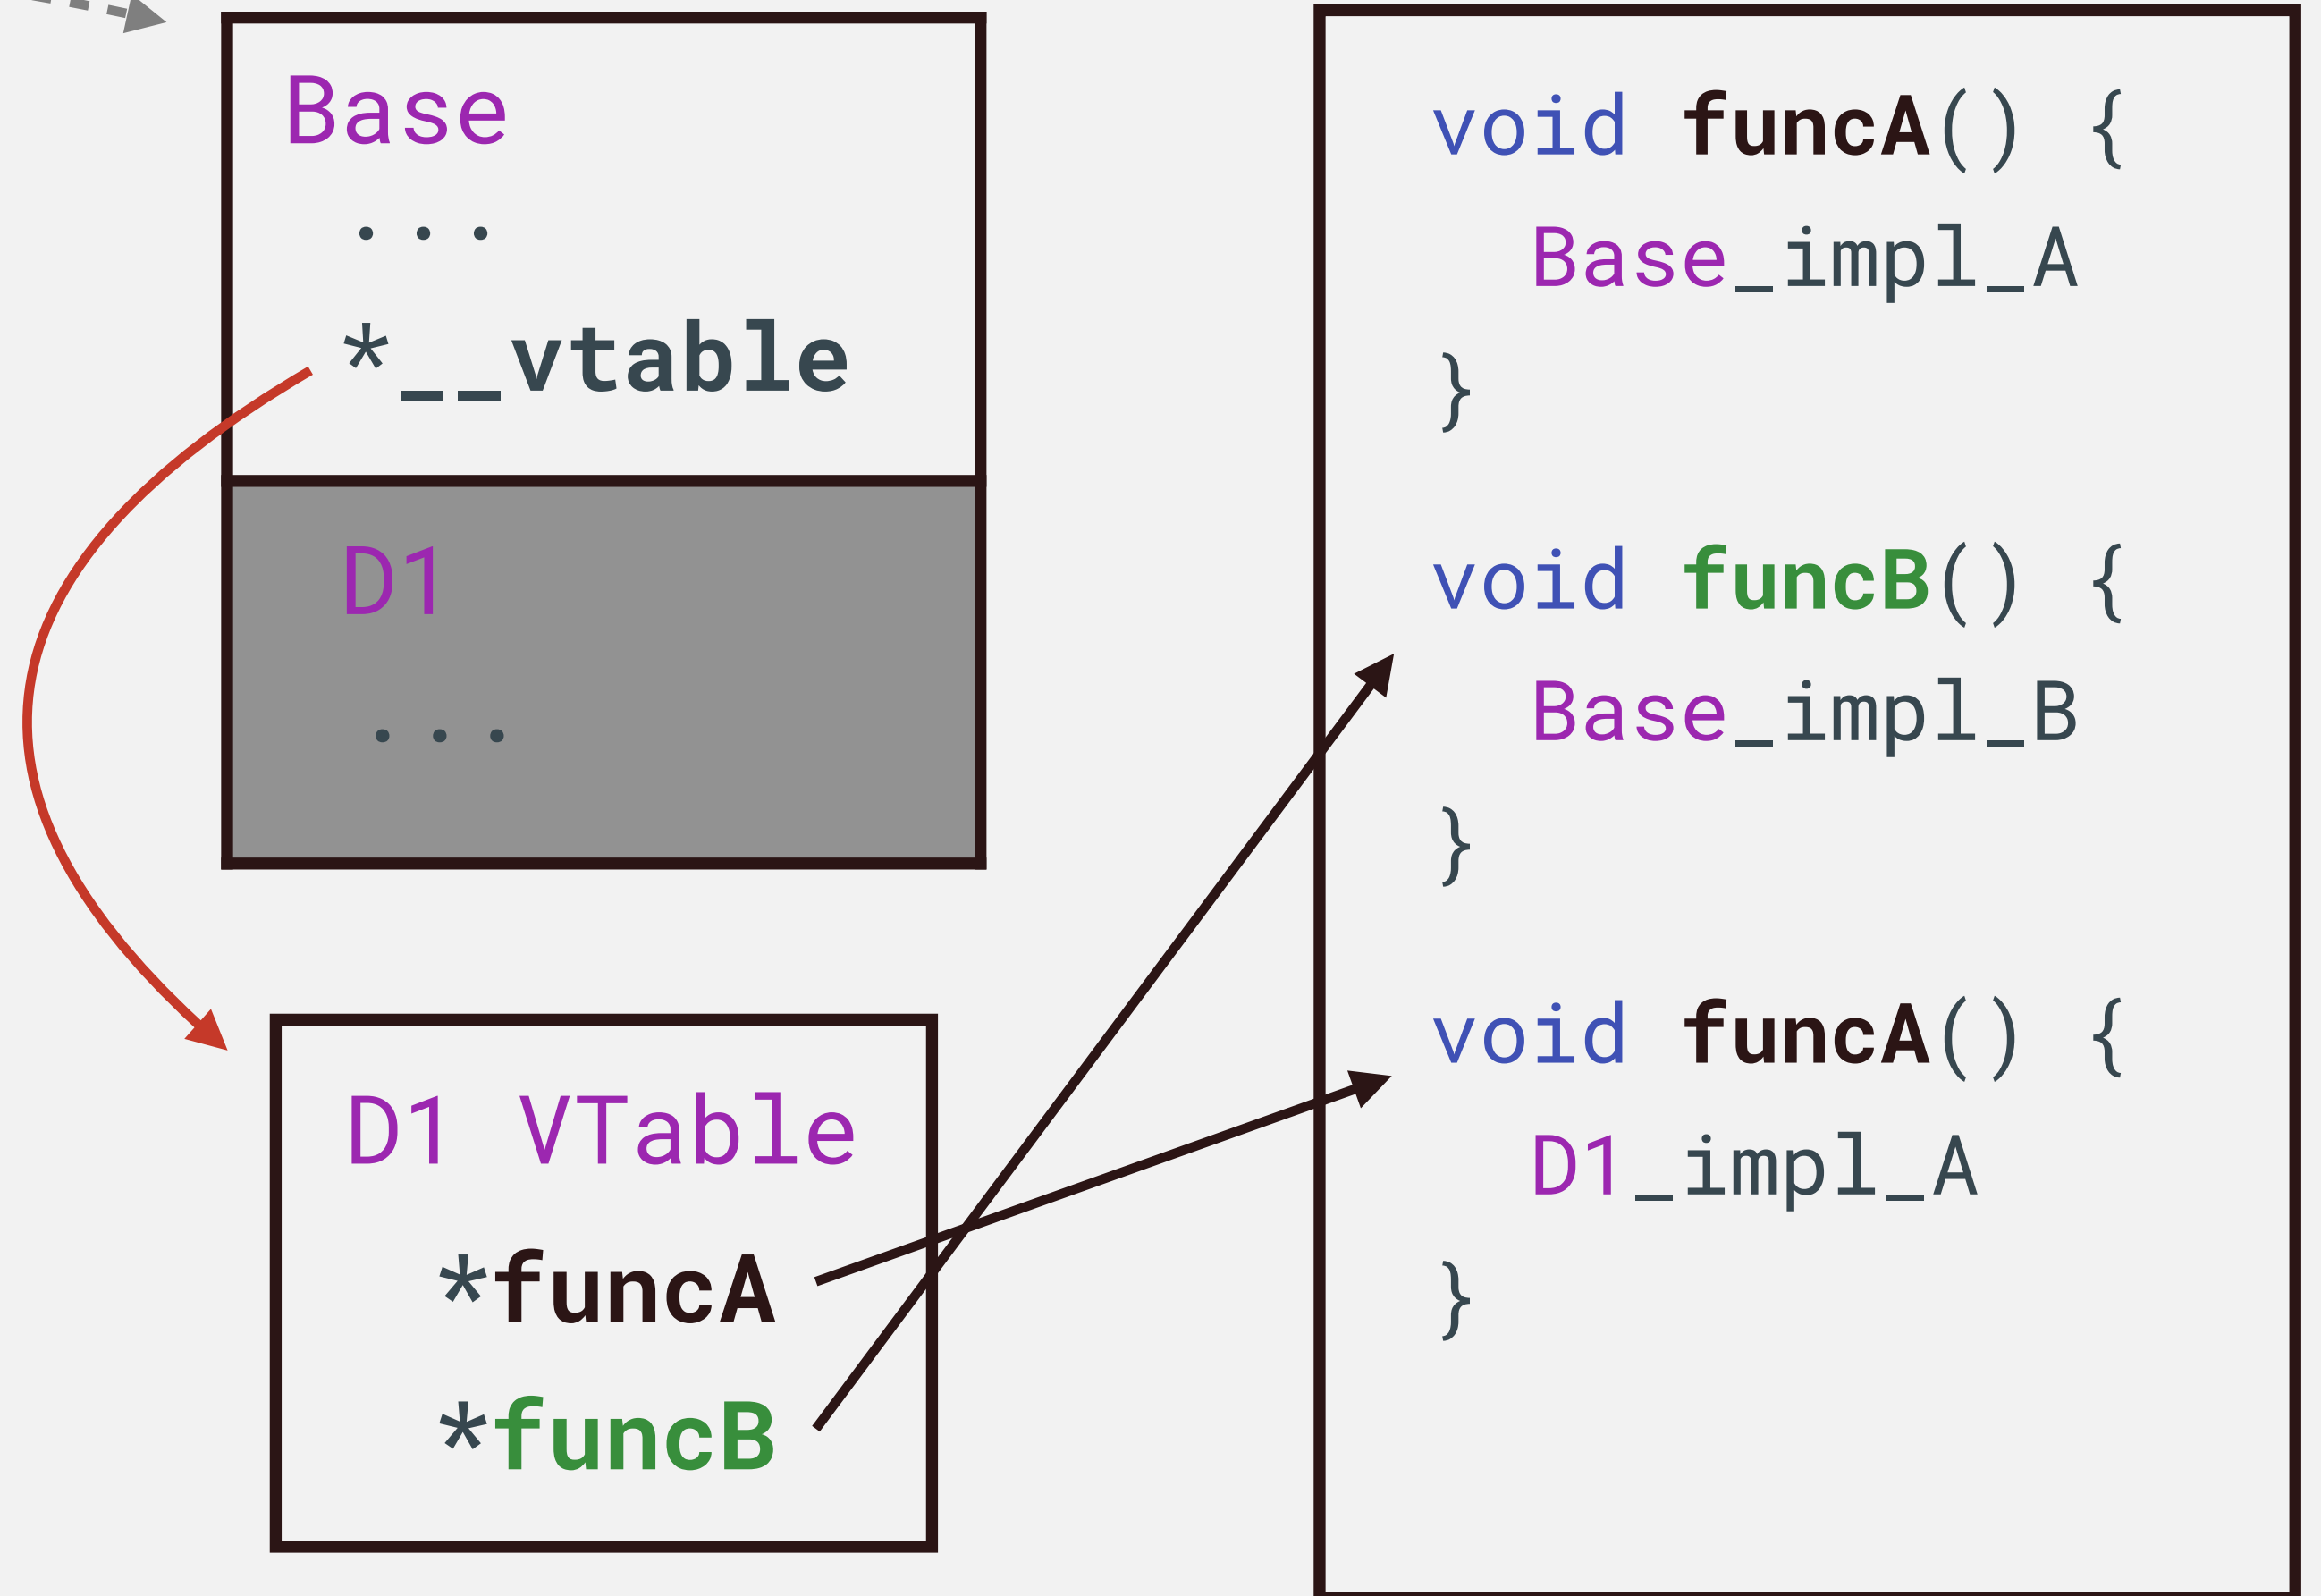 Base
...
*__vtable
D1
...
D1 VTable
*funcA
*funcB
void funcA() {
Base_impl_A
}
void funcB() {
Base_impl_B
}
void funcA() {
D1_impl_A
}